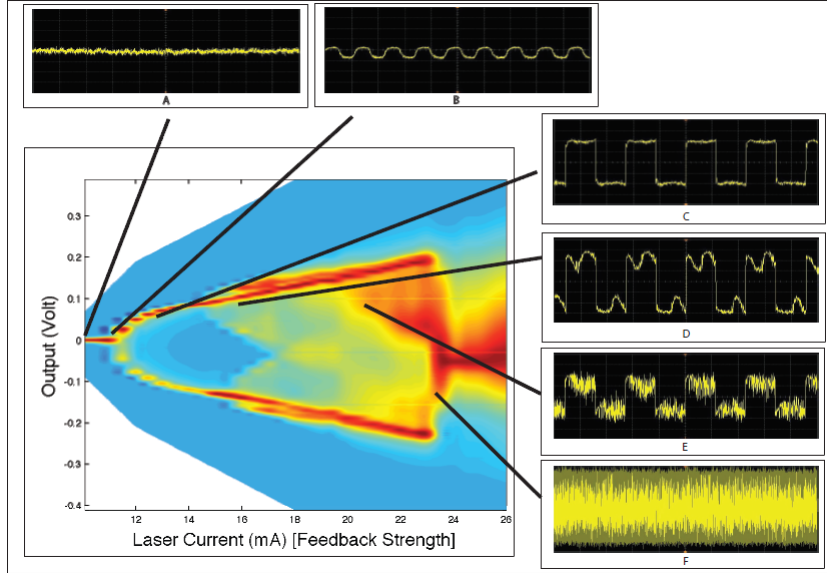 A
B
C
D
E
F
0.3
0.2
0.1
0
-0.1
-0.2
-0.3
-0.4
Output (Volt)
12 14 16 18 20 22 24 26
Laser Current (mA) [Feedback Strength]